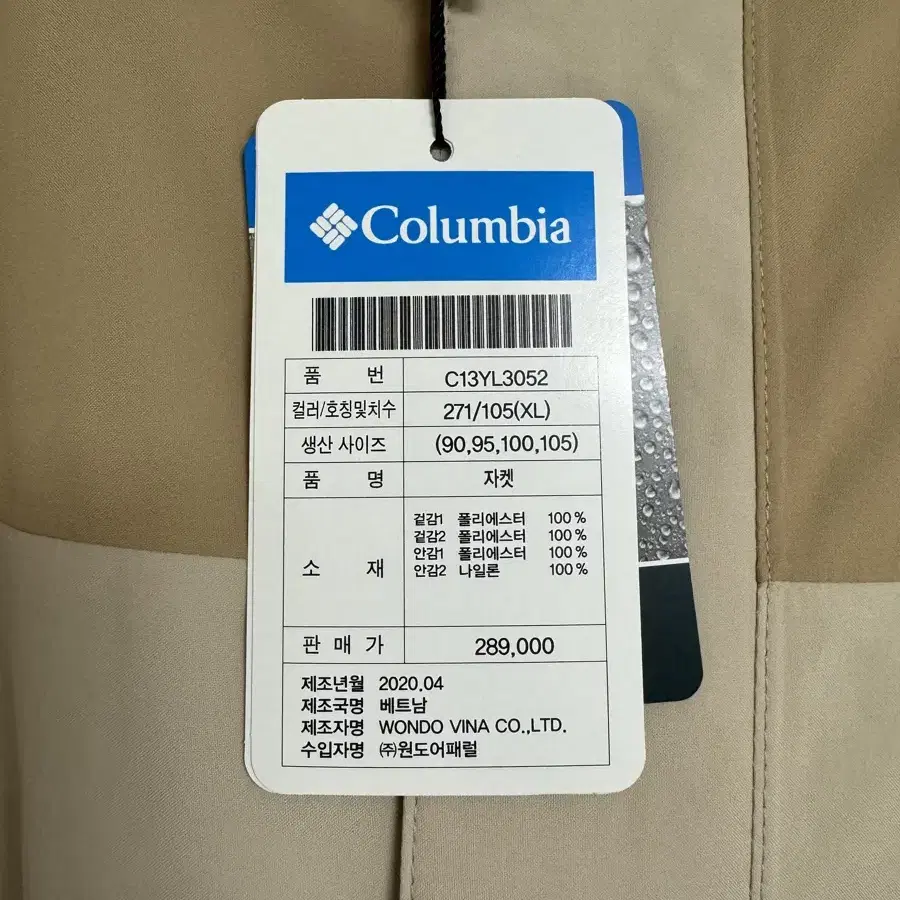 Columbia
품 번 C13YL3052
컬러/호칭및치수 271/105(XL)
생산 사이즈 (90,95,100,105)
품 명 자켓
소 재
겉감1 폴리에스터 100%
겉감2 폴리에스터 100%
안감1 폴리에스터 100%
안감2 나일론 100%
판 매 가 289,000
제조년월 2020.04
제조국명 베트남
제조자명 WONDO VINA CO.,LTD.
수입자명 ㈜원도어패럴